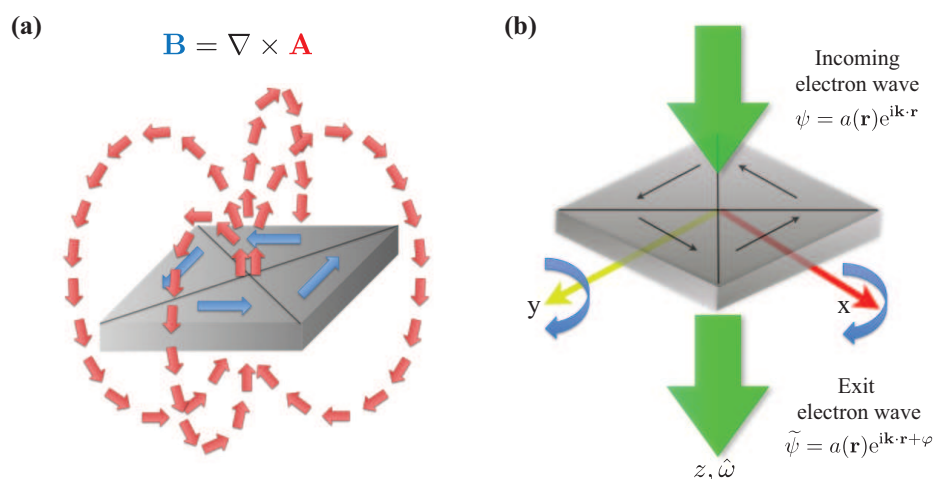 (a)
B = ∇ × A
(b)
Incoming
electron wave
ψ = a(r)e^{ik·r}
y
x
Exit
electron wave
ψ̃ = a(r)e^{ik·r+φ}
z, ω̂